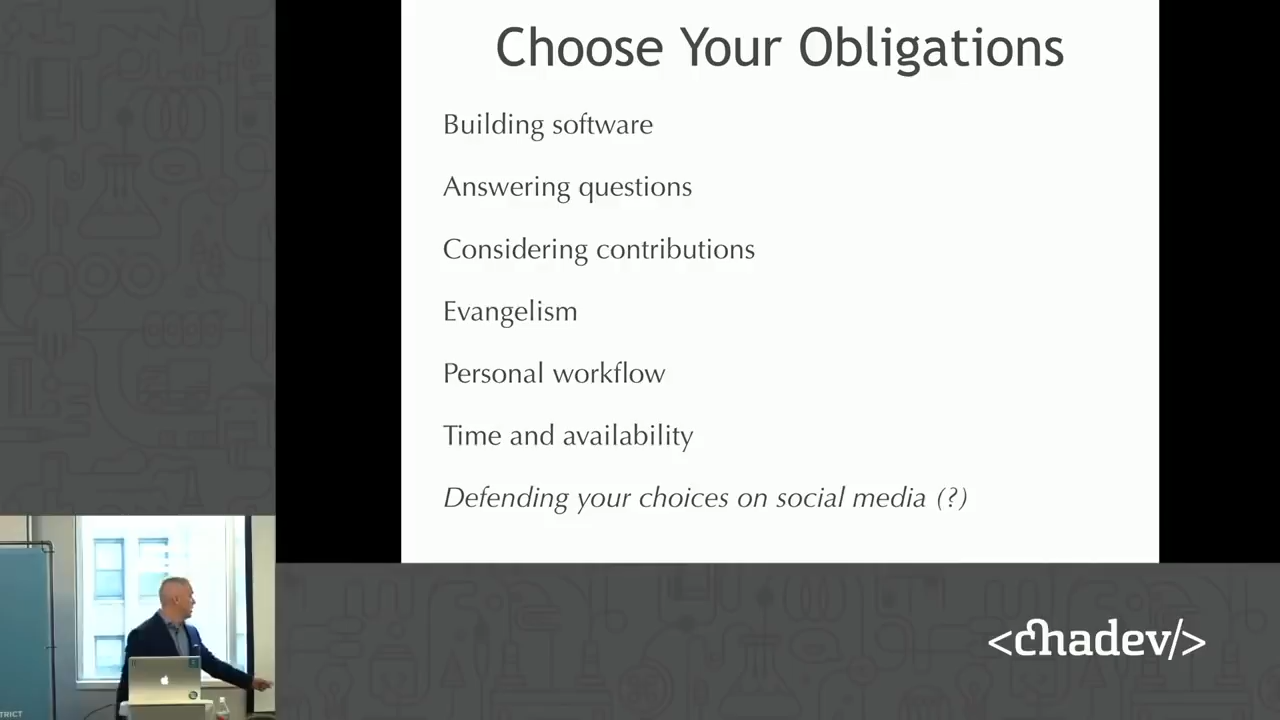 Choose Your Obligations
Building software
Answering questions
Considering contributions
Evangelism
Personal workflow
Time and availability
Defending your choices on social media (?)
<chadev/>
TRICT